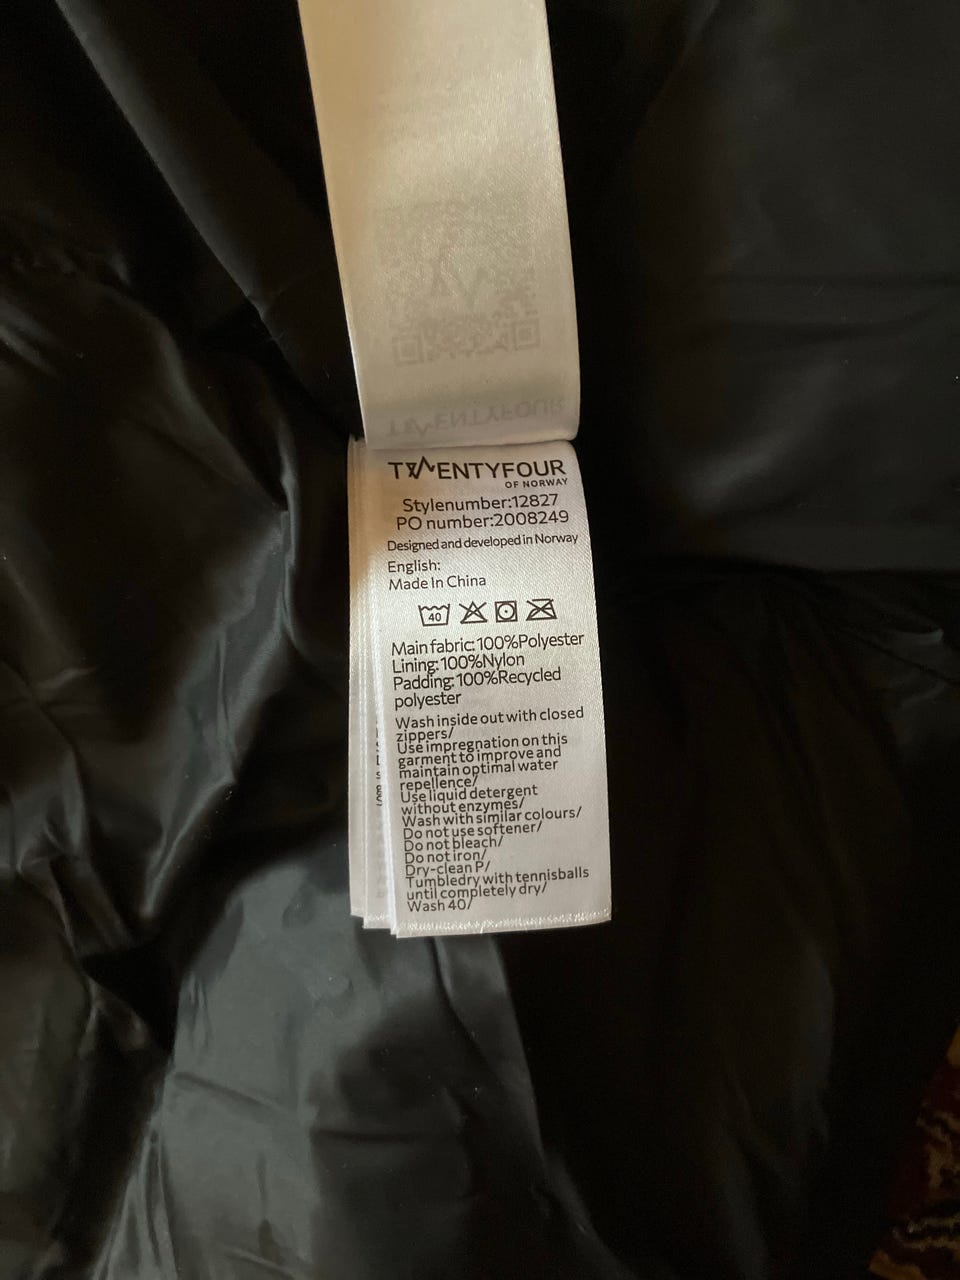 TWENTYFOUR
TWENTYFOUR
OF NORWAY
Stylenumber:12827
PO number:2008249
Designed and developed in Norway
English:
Made In China
40
Main fabric:100%Polyester
Lining:100%Nylon
Padding:100%Recycled
polyester
Wash inside out with closed
zippers/
Use impregnation on this
garment to improve and
maintain optimal water
repellence/
Use liquid detergent
without enzymes/
Wash with similar colours/
Do not use softener/
Do not bleach/
Do not iron/
Dry-clean P/
Tumbledry with tennisballs
until completely dry/
Wash 40/